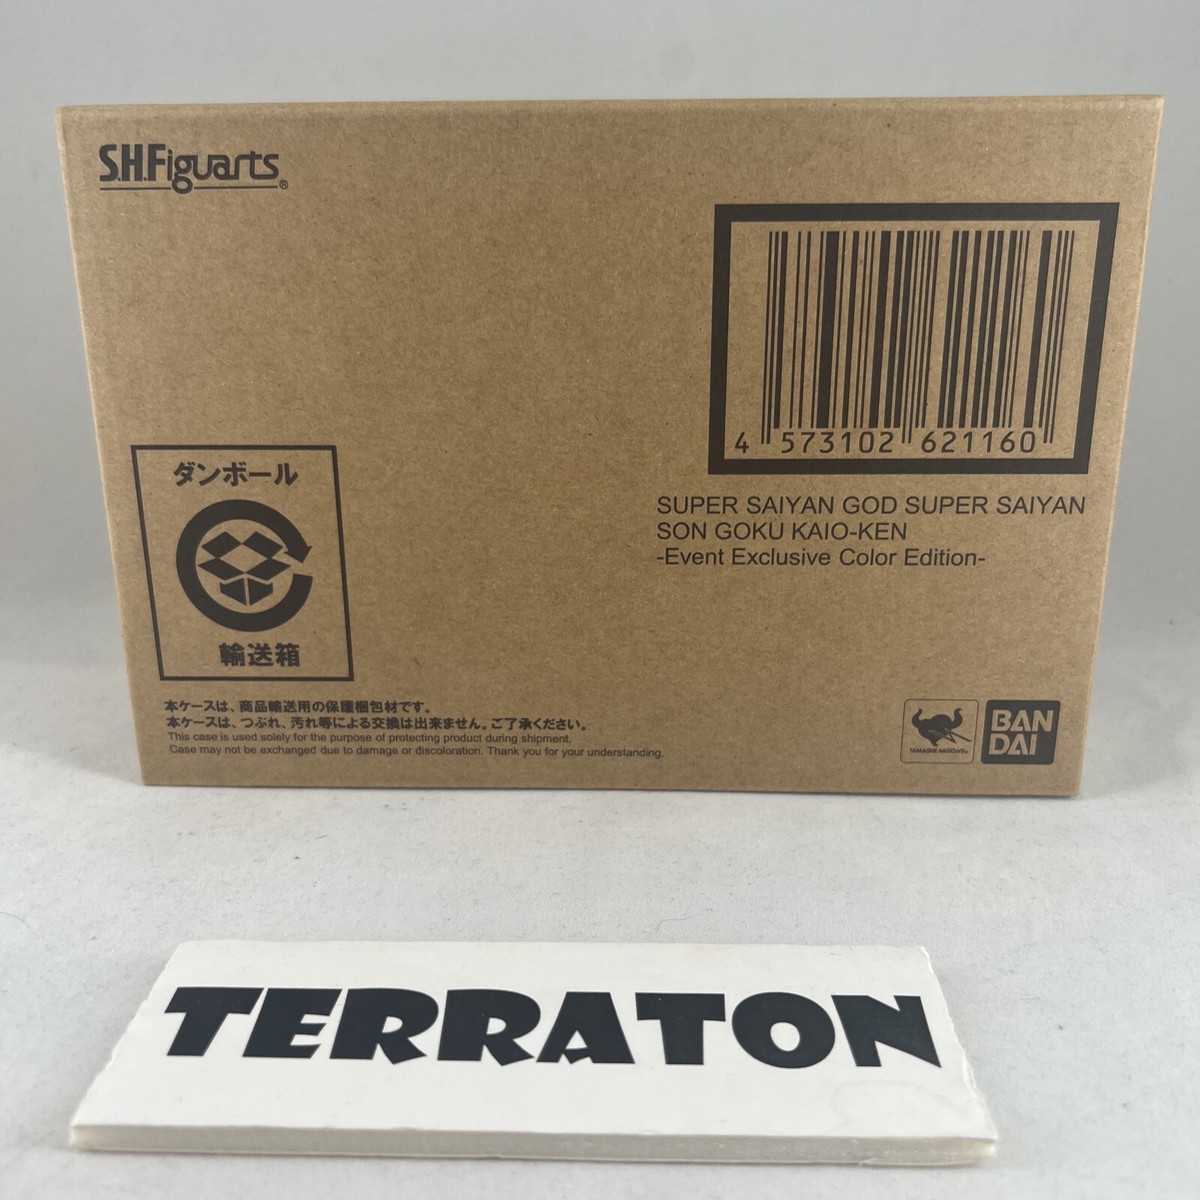 S.H.Figuarts®
4 573102 621160
SUPER SAIYAN GOD SUPER SAIYAN
SON GOKU KAIO-KEN
-Event Exclusive Color Edition-
ダンボール
輸送箱
本ケースは、商品輸送用の保護梱包材です。
本ケースは、つぶれ、汚れ等による交換は出来ません。ご了承ください。
This case is used solely for the purpose of protecting product during shipment.
Case may not be exchanged due to damage or discoloration. Thank you for your understanding.
TAMASHII NATIONS
BAN
DAI
TERRATON